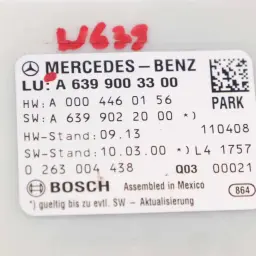 W639
MERCEDES-BENZ
LU: A 639 900 33 00
HW: A 000 446 01 56
SW: A 639 902 20 00 *)
PARK
HW-Stand: 09.13
110408
SW-Stand: 10.03.00 *) L4 1757
0 263 004 438 Q03 00021
BOSCH Assembled in Mexico 864
*) gueltig bis zu evtl. SW - Aktualisierung